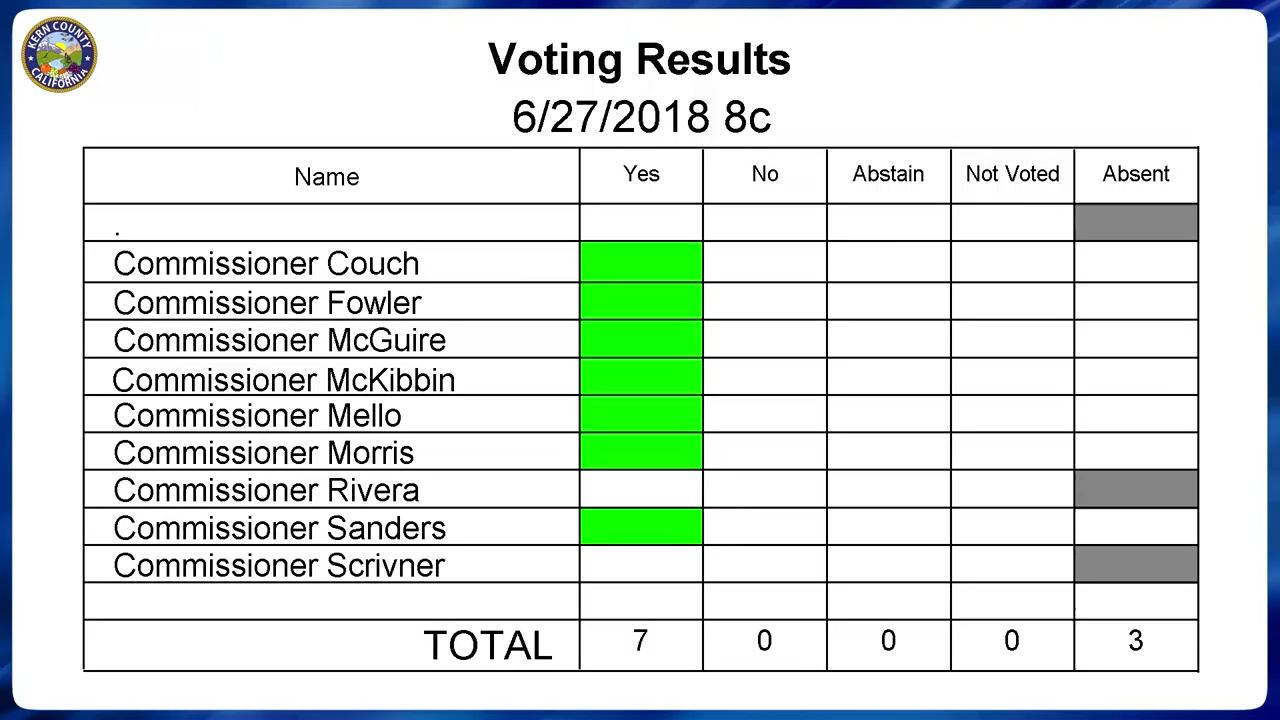 KERN COUNTY
CALIFORNIA
Voting Results
6/27/2018 8c
Name Yes No Abstain Not Voted Absent
.
Commissioner Couch
Commissioner Fowler
Commissioner McGuire
Commissioner McKibbin
Commissioner Mello
Commissioner Morris
Commissioner Rivera
Commissioner Sanders
Commissioner Scrivner
TOTAL 7 0 0 0 3